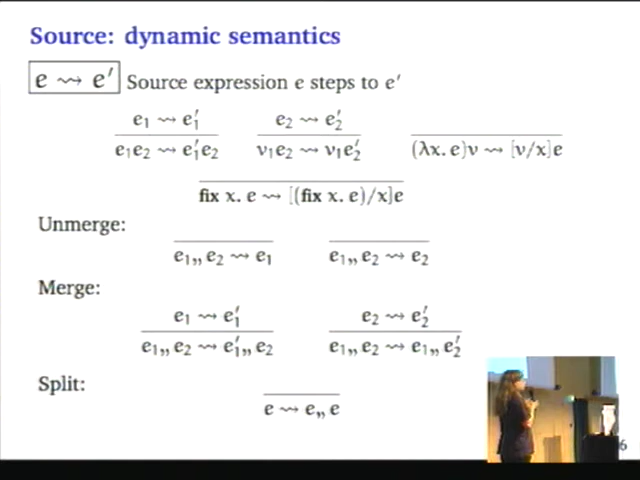 Source: dynamic semantics
e ⇝ e′ Source expression e steps to e′
e₁ ⇝ e₁′ e₂ ⇝ e₂′
e₁e₂ ⇝ e₁′e₂ v₁e₂ ⇝ v₁e₂′ (λx. e)v ⇝ [v/x]e
fix x. e ⇝ [(fix x. e)/x]e
Unmerge:
e₁,, e₂ ⇝ e₁ e₁,, e₂ ⇝ e₂
Merge:
e₁ ⇝ e₁′ e₂ ⇝ e₂′
e₁,, e₂ ⇝ e₁′,, e₂ e₁,, e₂ ⇝ e₁,, e₂′
Split:
e ⇝ e,, e
6